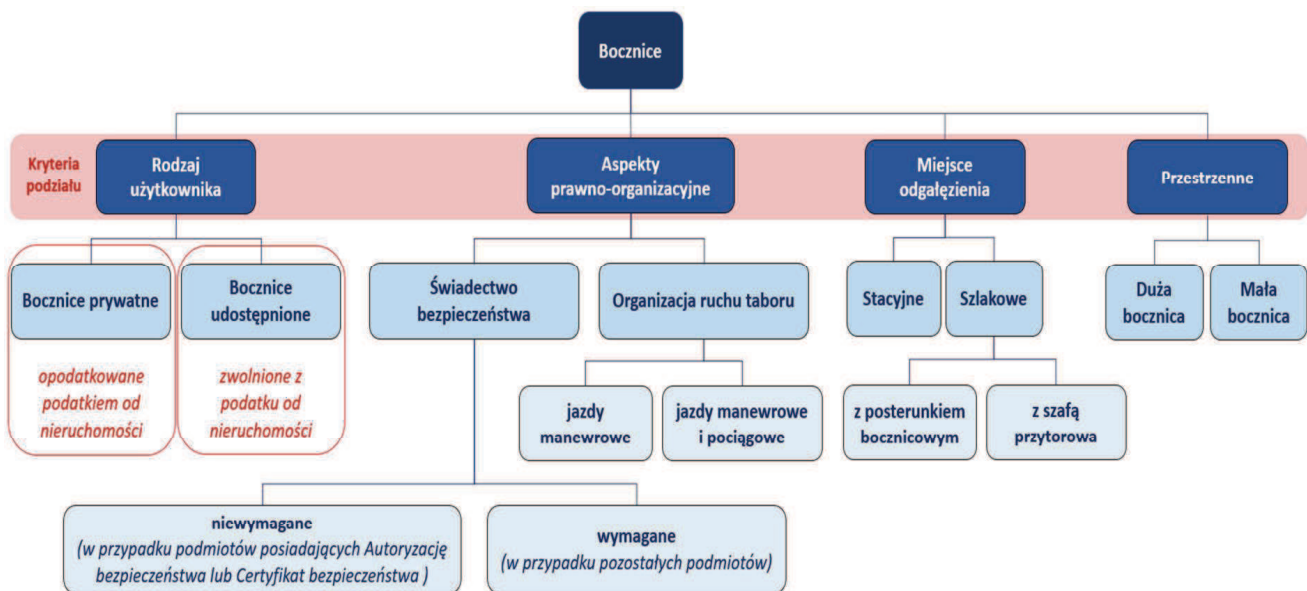 Bocznice
Kryteria
podziału
Rodzaj
użytkownika
Aspekty
prawno-organizacyjne
Miejsce
odgałęzienia
Przestrzenne
Bocznice prywatne
Bocznice
udostępnione
Świadectwo
bezpieczeństwa
Organizacja ruchu taboru
Stacyjne
Szlakowe
Duża
bocznica
Mała
bocznica
opodatkowane
podatkiem od
nieruchomości
zwolnione z
podatku od
nieruchomości
jazdy
manewrowe
jazdy manewrowe
i pociągowe
z posterunkiem
bocznicowym
z szafą
przytorowa
niewymagane
(w przypadku podmiotów posiadających Autoryzację
bezpieczeństwa lub Certyfikat bezpieczeństwa )
wymagane
(w przypadku pozostałych podmiotów)